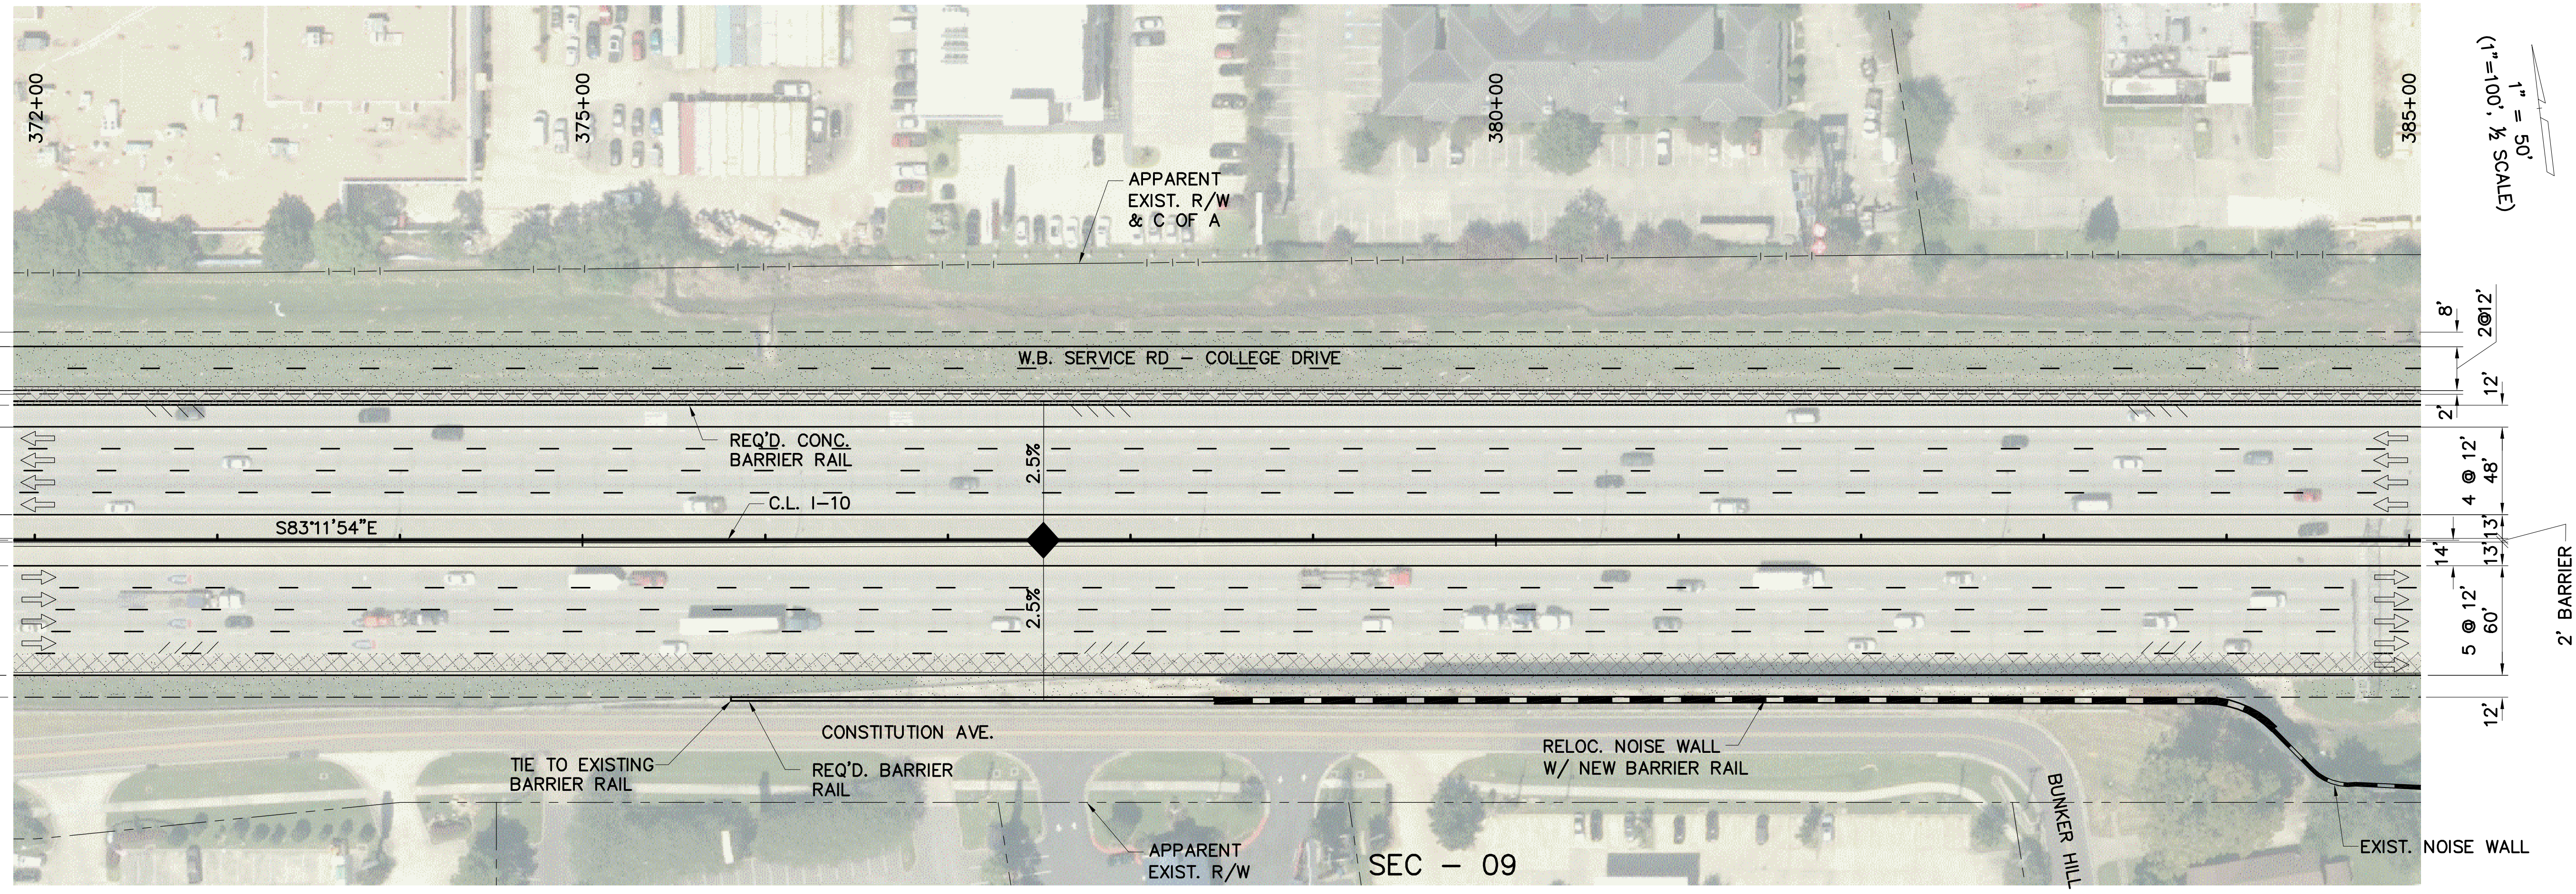 372+00
375+00
380+00
385+00
1" = 50'
(1"=100', ½ SCALE)
APPARENT
EXIST. R/W
& C OF A
8'
2@12'
W.B. SERVICE RD – COLLEGE DRIVE
12'
2'
REQ'D. CONC.
BARRIER RAIL
2.5%
4 @ 12'
48'
C.L. I–10
S83°11'54"E
13'
14'
13'
2' BARRIER
2.5%
5 @ 12'
60'
12'
CONSTITUTION AVE.
TIE TO EXISTING
BARRIER RAIL
REQ'D. BARRIER
RAIL
RELOC. NOISE WALL
W/ NEW BARRIER RAIL
BUNKER HILL
APPARENT
EXIST. R/W
SEC – 09
EXIST. NOISE WALL